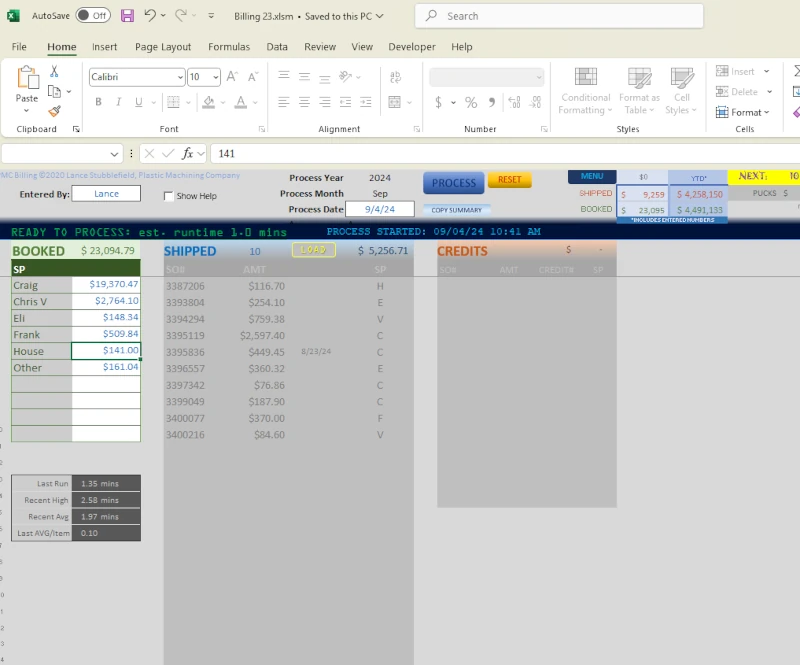 AutoSave Off Billing 23.xlsm • Saved to this PC Search
File Home Insert Page Layout Formulas Data Review View Developer Help
Paste Calibri 10 A A Insert
B I U A $ % Conditional Formatting Format as Table Cell Styles Delete
Format
Clipboard Font Alignment Number Styles Cells
fx 141
MC Billing ©2020 Lance Stubblefield, Plastic Machining Company
Process Year 2024 PROCESS RESET MENU $0 YTD* NEXT: 10
Entered By: Lance Show Help Process Month Sep SHIPPED $ 9,259 $ 4,258,150 PUCKS $
Process Date 9/4/24 COPY SUMMARY BOOKED $ 23,095 $ 4,491,133
*INCLUDES ENTERED NUMBERS
READY TO PROCESS: est. runtime 1.0 mins PROCESS STARTED: 09/04/24 10:41 AM
BOOKED $ 23,094.79 SHIPPED 10 LOAD $ 5,256.71 CREDITS $ -
SP SO# AMT SP SO# AMT CREDIT# SP
Craig $19,370.47 3387206 $116.70 H
Chris V $2,764.10 3393804 $254.10 E
Eli $148.34 3394294 $759.38 V
Frank $509.84 3395119 $2,597.40 C
House $141.00 3395836 $449.45 8/23/24 C
Other $161.04 3396557 $360.32 E
3397342 $76.86 C
3399049 $187.90 C
3400077 $370.00 F
3400216 $84.60 V
Last Run 1.35 mins
Recent High 2.58 mins
Recent Avg 1.97 mins
Last AVG/Item 0.10